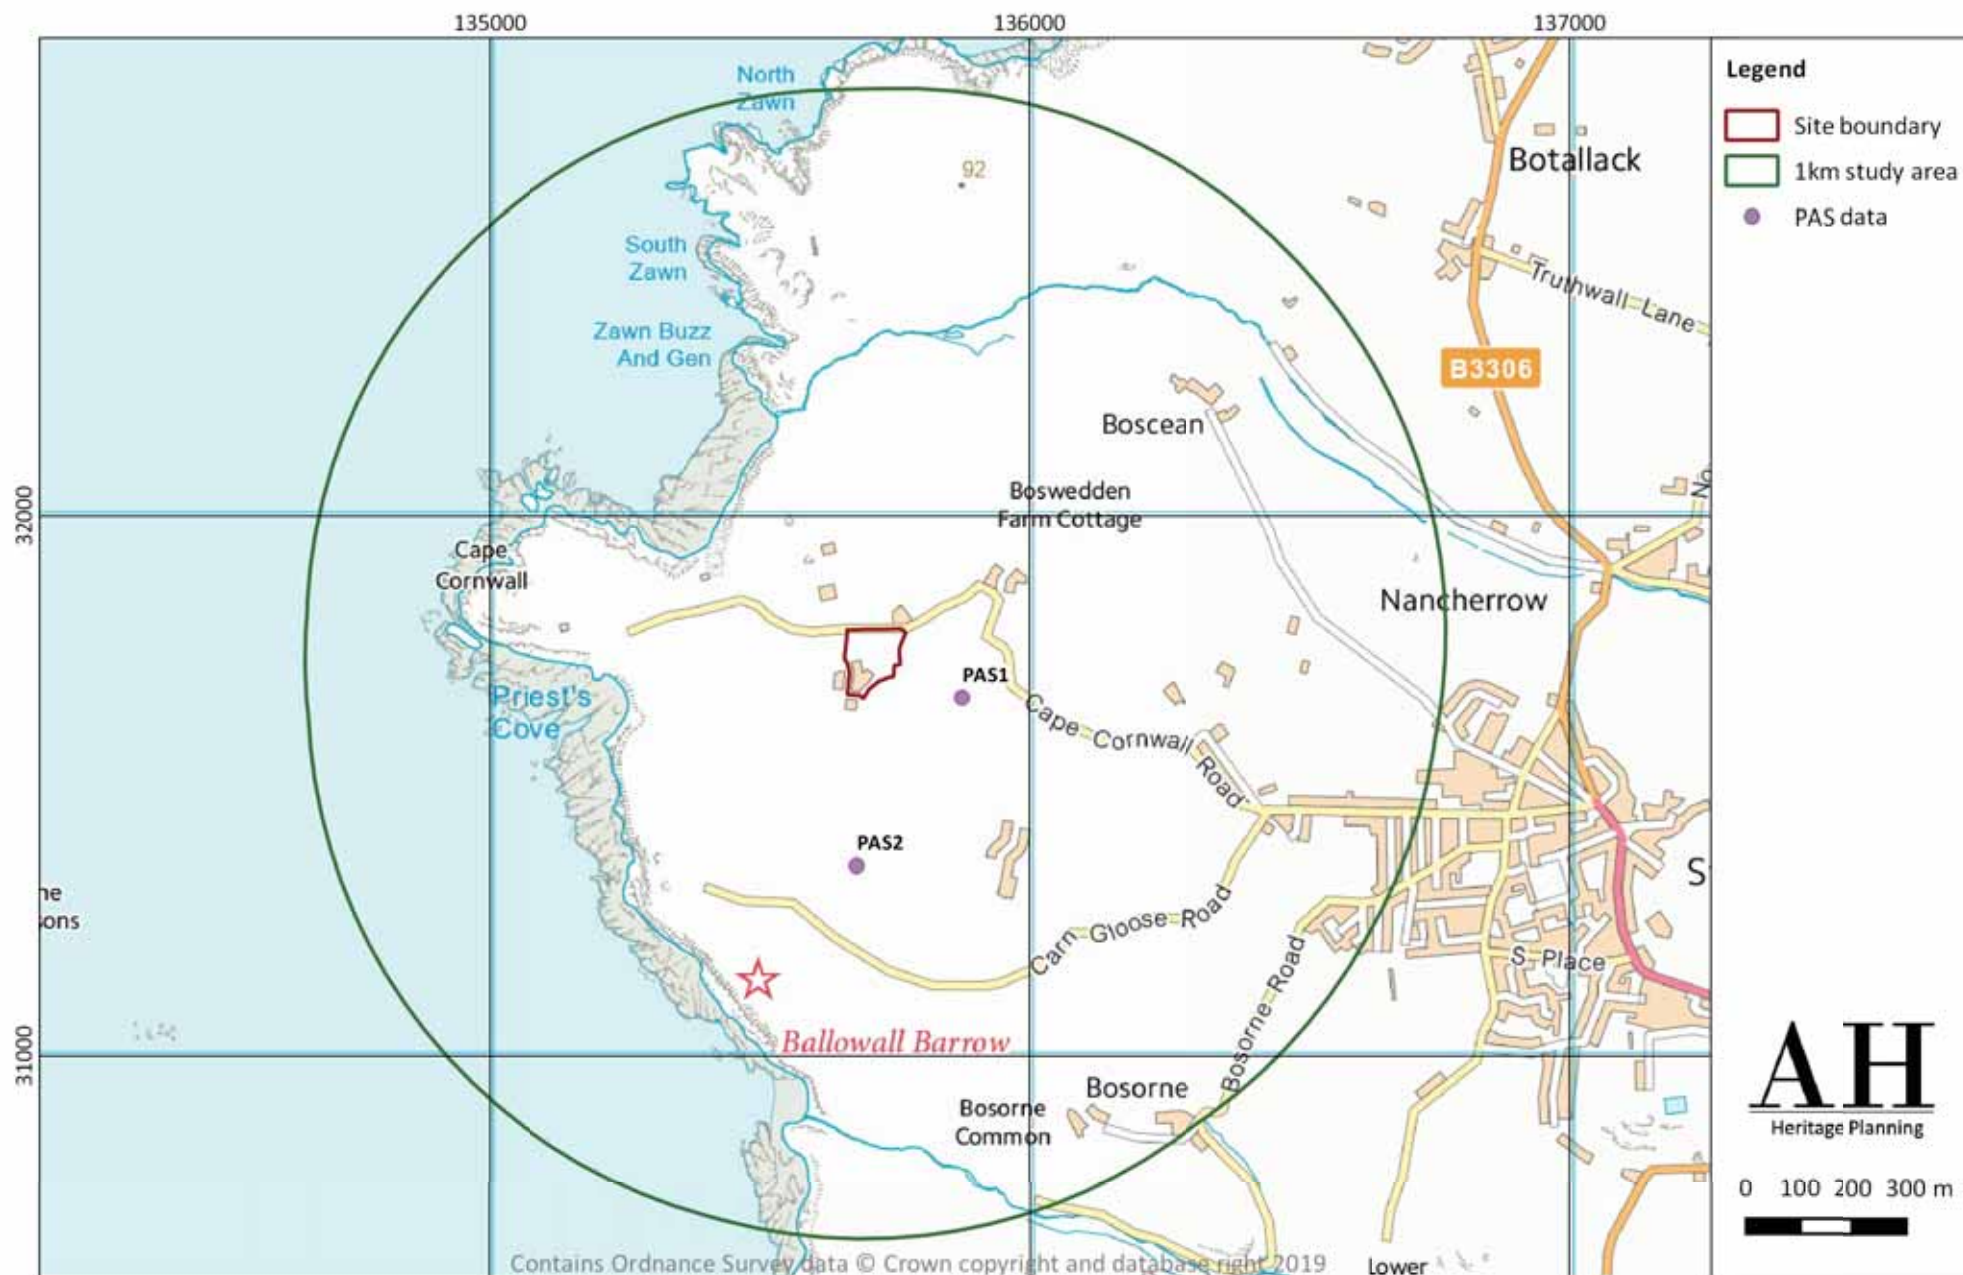 135000
136000
137000
North
Zawn
92
South
Zawn
Zawn Buzz
And Gen
Botallack
Truthwall Lane
B3306
Boscean
Boswedden
Farm Cottage
No
32000
Cape
Cornwall
Nancherrow
Priest's
Cove
PAS1
Cape Cornwall Road
PAS2
ne
sons
S
Carn Gloose Road
S Place
Bosorne Road
Ballowall Barrow
31000
Bosorne
Bosorne
Common
Lower
Contains Ordnance Survey data © Crown copyright and database right 2019
Legend
Site boundary
1km study area
PAS data
AH
Heritage Planning
0 100 200 300 m